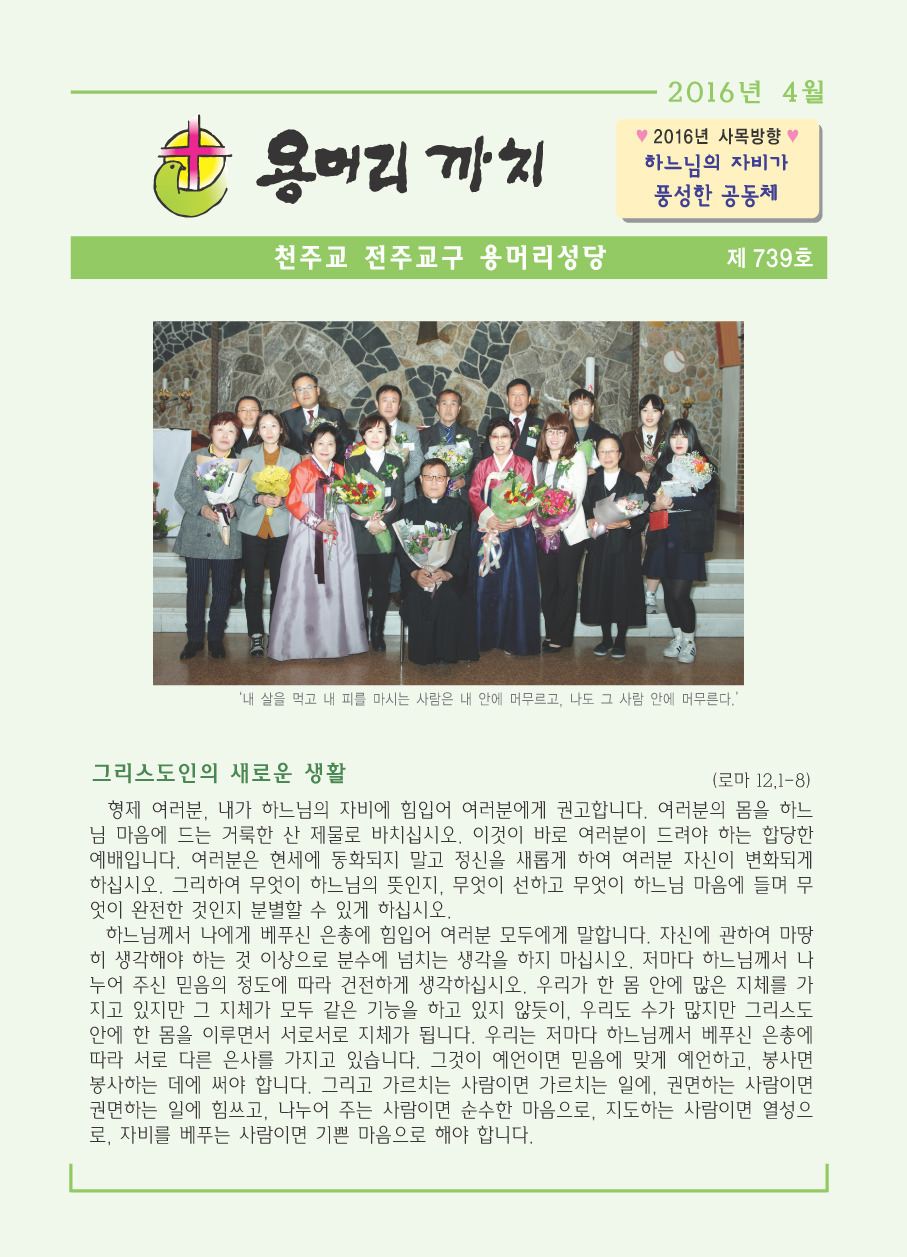 2016년 4월
용머리 까치
♥ 2016년 사목방향 ♥
하느님의 자비가
풍성한 공동체
천주교 전주교구 용머리성당
제 739호
‘내 살을 먹고 내 피를 마시는 사람은 내 안에 머무르고, 나도 그 사람 안에 머무른다.’
그리스도인의 새로운 생활
(로마 12,1-8)
형제 여러분, 내가 하느님의 자비에 힘입어 여러분에게 권고합니다. 여러분의 몸을 하느
님 마음에 드는 거룩한 산 제물로 바치십시오. 이것이 바로 여러분이 드려야 하는 합당한
예배입니다. 여러분은 현세에 동화되지 말고 정신을 새롭게 하여 여러분 자신이 변화되게
하십시오. 그리하여 무엇이 하느님의 뜻인지, 무엇이 선하고 무엇이 하느님 마음에 들며 무
엇이 완전한 것인지 분별할 수 있게 하십시오.
하느님께서 나에게 베푸신 은총에 힘입어 여러분 모두에게 말합니다. 자신에 관하여 마땅
히 생각해야 하는 것 이상으로 분수에 넘치는 생각을 하지 마십시오. 저마다 하느님께서 나
누어 주신 믿음의 정도에 따라 건전하게 생각하십시오. 우리가 한 몸 안에 많은 지체를 가
지고 있지만 그 지체가 모두 같은 기능을 하고 있지 않듯이, 우리도 수가 많지만 그리스도
안에 한 몸을 이루면서 서로서로 지체가 됩니다. 우리는 저마다 하느님께서 베푸신 은총에
따라 서로 다른 은사를 가지고 있습니다. 그것이 예언이면 믿음에 맞게 예언하고, 봉사면
봉사하는 데에 써야 합니다. 그리고 가르치는 사람이면 가르치는 일에, 권면하는 사람이면
권면하는 일에 힘쓰고, 나누어 주는 사람이면 순수한 마음으로, 지도하는 사람이면 열성으
로, 자비를 베푸는 사람이면 기쁜 마음으로 해야 합니다.